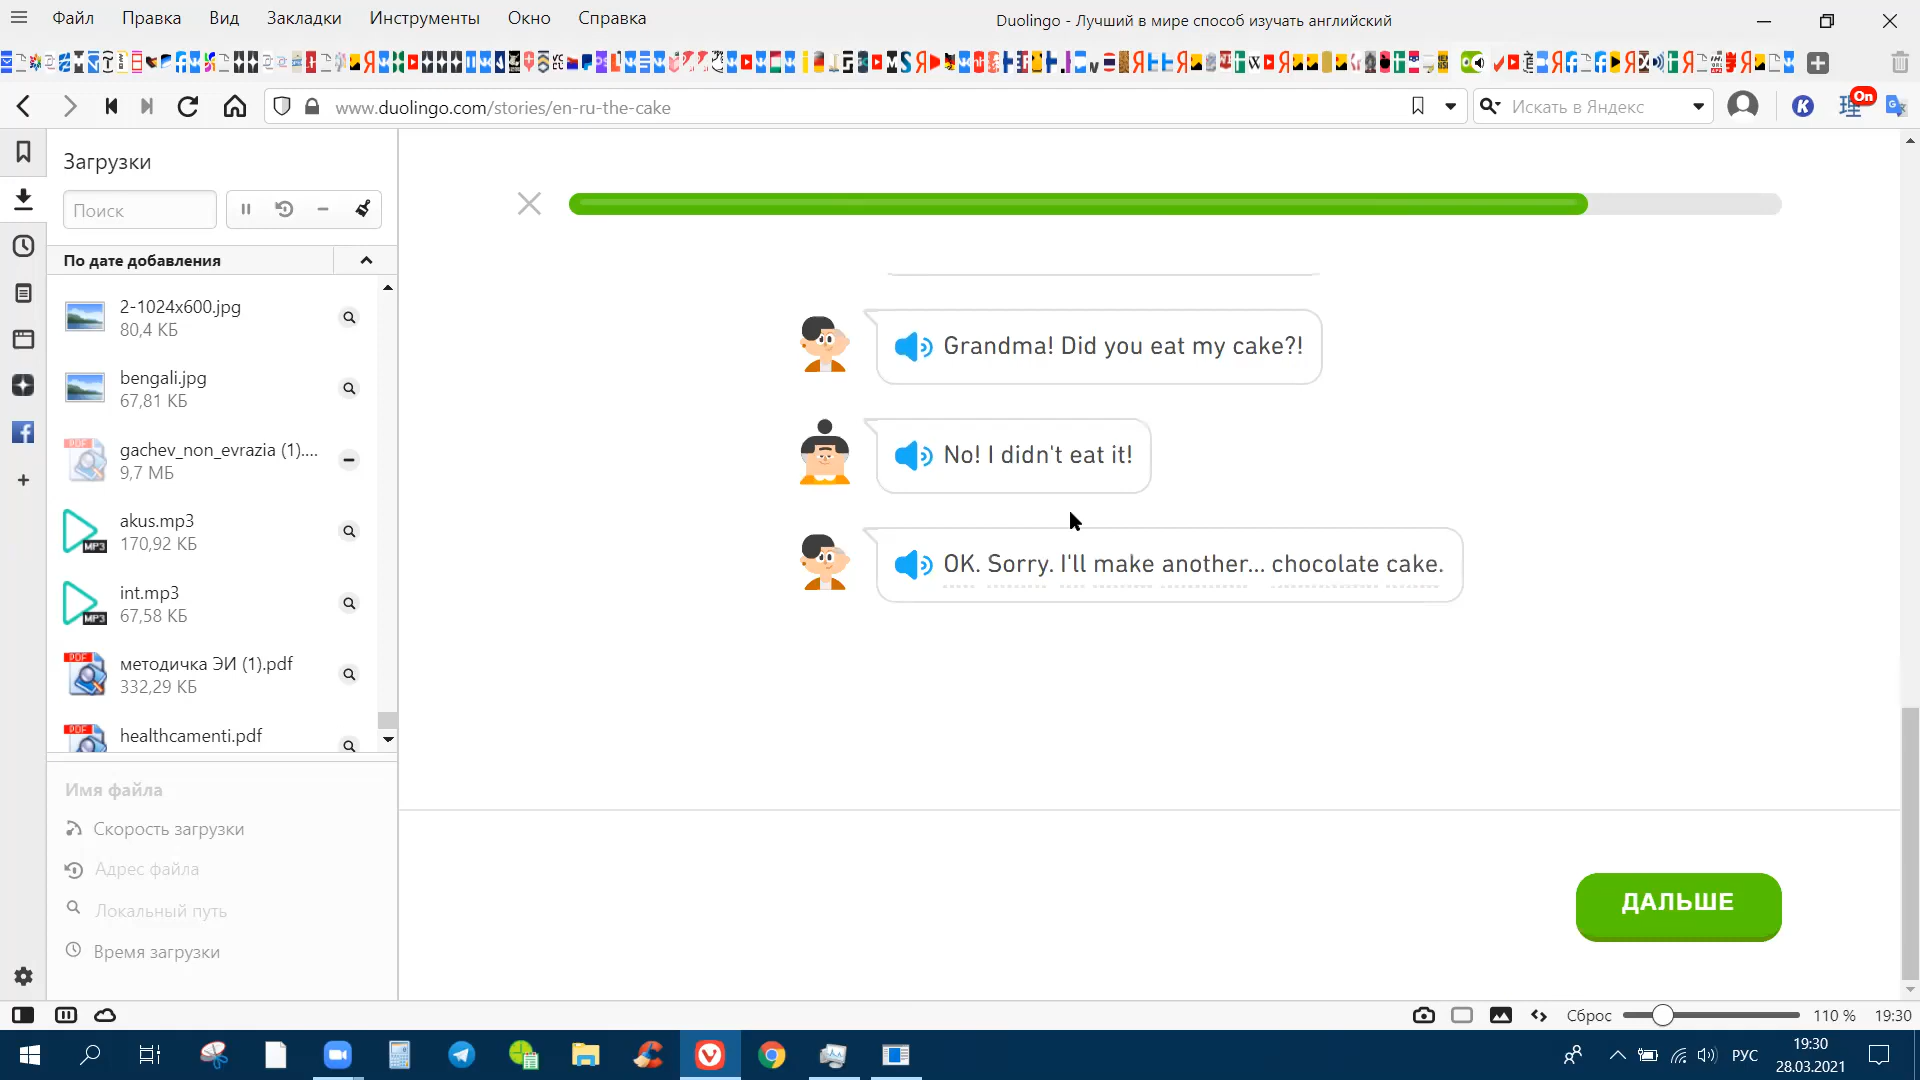 Файл Правка Вид Закладки Инструменты Окно Справка
Duolingo - Лучший в мире способ изучать английский
www.duolingo.com/stories/en-ru-the-cake
Искать в Яндекс
On
Загрузки
Поиск
По дате добавления
2-1024x600.jpg
80,4 КБ
bengali.jpg
67,81 КБ
gachev_non_evrazia (1)....
9,7 МБ
akus.mp3
170,92 КБ
int.mp3
67,58 КБ
методичка ЭИ (1).pdf
332,29 КБ
healthcamenti.pdf
Имя файла
Скорость загрузки
Адрес файла
Локальный путь
Время загрузки
Grandma! Did you eat my cake?!
No! I didn't eat it!
OK. Sorry. I'll make another... chocolate cake.
ДАЛЬШЕ
Сброс
110 %
19:30
РУС
19:30
28.03.2021